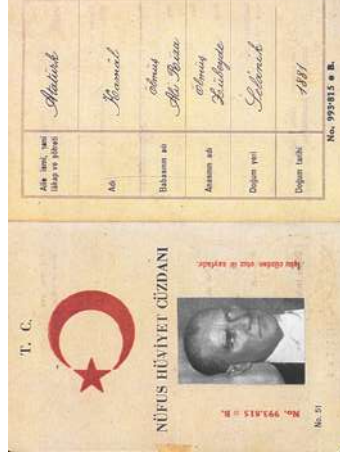 T. C.
NÜFUS HÜVİYET CÜZDANI
İşbu cüzdan otuz iki sayfadır.
No. 993.815 * B.
No. 51
Aile ismi, yani lâkap ve şöhreti Atatürk
Adı Kamâl
Babasının adı ölmüş Ali Rıza
Anasının adı ölmüş Zübeyde
Doğum yeri Selânik
Doğum tarihi 1881
No. 993.815 * B.